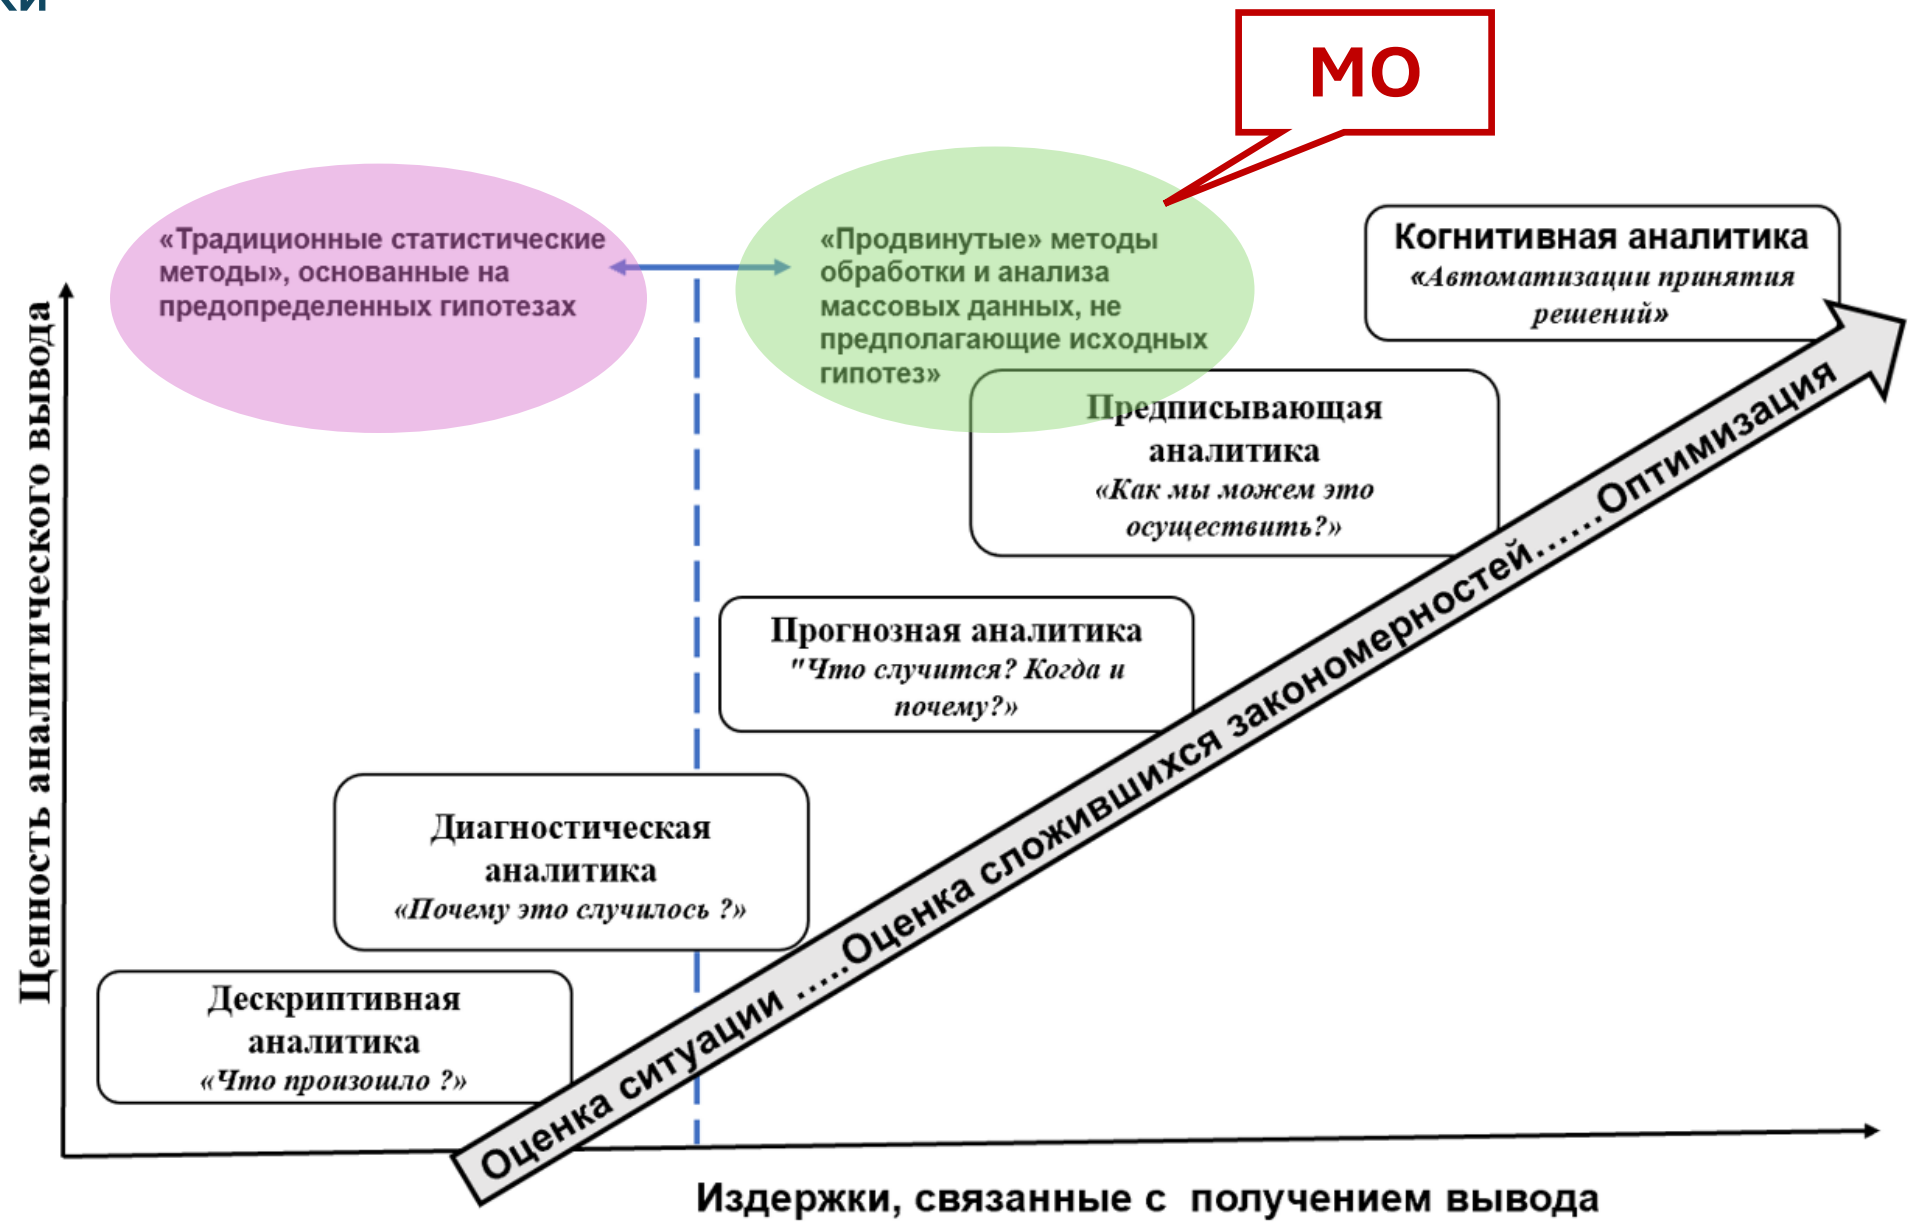 ки
МО
«Традиционные статистические
методы», основанные на
предопределенных гипотезах
«Продвинутые» методы
обработки и анализа
массовых данных, не
предполагающие исходных
гипотез»
Когнитивная аналитика
«Автоматизации принятия
решений»
Предписывающая
аналитика
«Как мы можем это
осуществить?»
Прогнозная аналитика
"Что случится? Когда и
почему?»
Диагностическая
аналитика
«Почему это случилось ?»
Дескриптивная
аналитика
«Что произошло ?»
Оценка ситуации .....Оценка сложившихся закономерностей......Оптимизация
Ценность аналитического вывода
Издержки, связанные с получением вывода